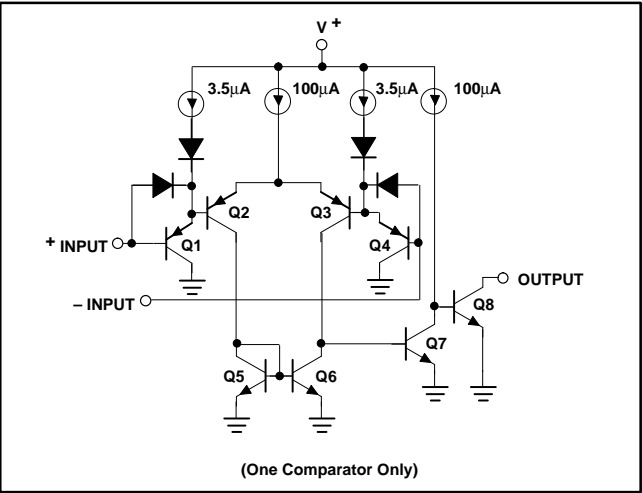 V +
3.5µA
100µA
3.5µA
100µA
Q2
Q3
+ INPUT
Q1
Q4
– INPUT
OUTPUT
Q8
Q7
Q5
Q6
(One Comparator Only)